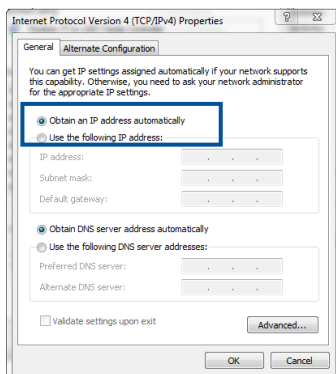 Internet Protocol Version 4 (TCP/IPv4) Properties
General
Alternate Configuration
You can get IP settings assigned automatically if your network supports
this capability. Otherwise, you need to ask your network administrator
for the appropriate IP settings.
Obtain an IP address automatically
Use the following IP address:
IP address:
Subnet mask:
Default gateway:
Obtain DNS server address automatically
Use the following DNS server addresses:
Preferred DNS server:
Alternate DNS server:
Validate settings upon exit
Advanced...
OK
Cancel